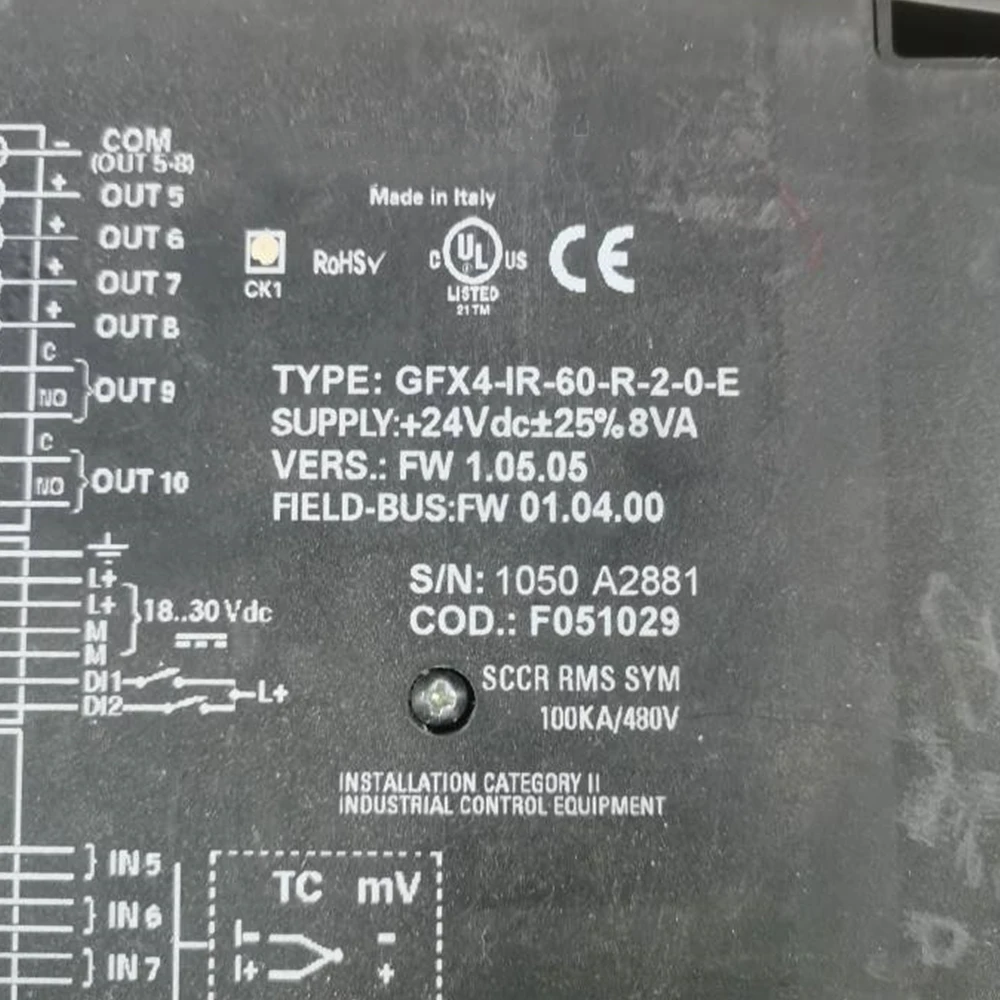 COM
(OUT 5-8)
OUT 5
OUT 6
OUT 7
OUT 8
C
NO
OUT 9
C
NO
OUT 10
L+
L+
M
M
18..30 Vdc
DI1
DI2
L+
IN 5
IN 6
IN 7
Made in Italy
CK1
RoHS✓
C UL US
LISTED
21TM
CE
TYPE: GFX4-IR-60-R-2-0-E
SUPPLY:+24Vdc±25% 8VA
VERS.: FW 1.05.05
FIELD-BUS:FW 01.04.00
S/N: 1050 A2881
COD.: F051029
SCCR RMS SYM
100KA/480V
INSTALLATION CATEGORY II
INDUSTRIAL CONTROL EQUIPMENT
TC mV
I- -
I+ +